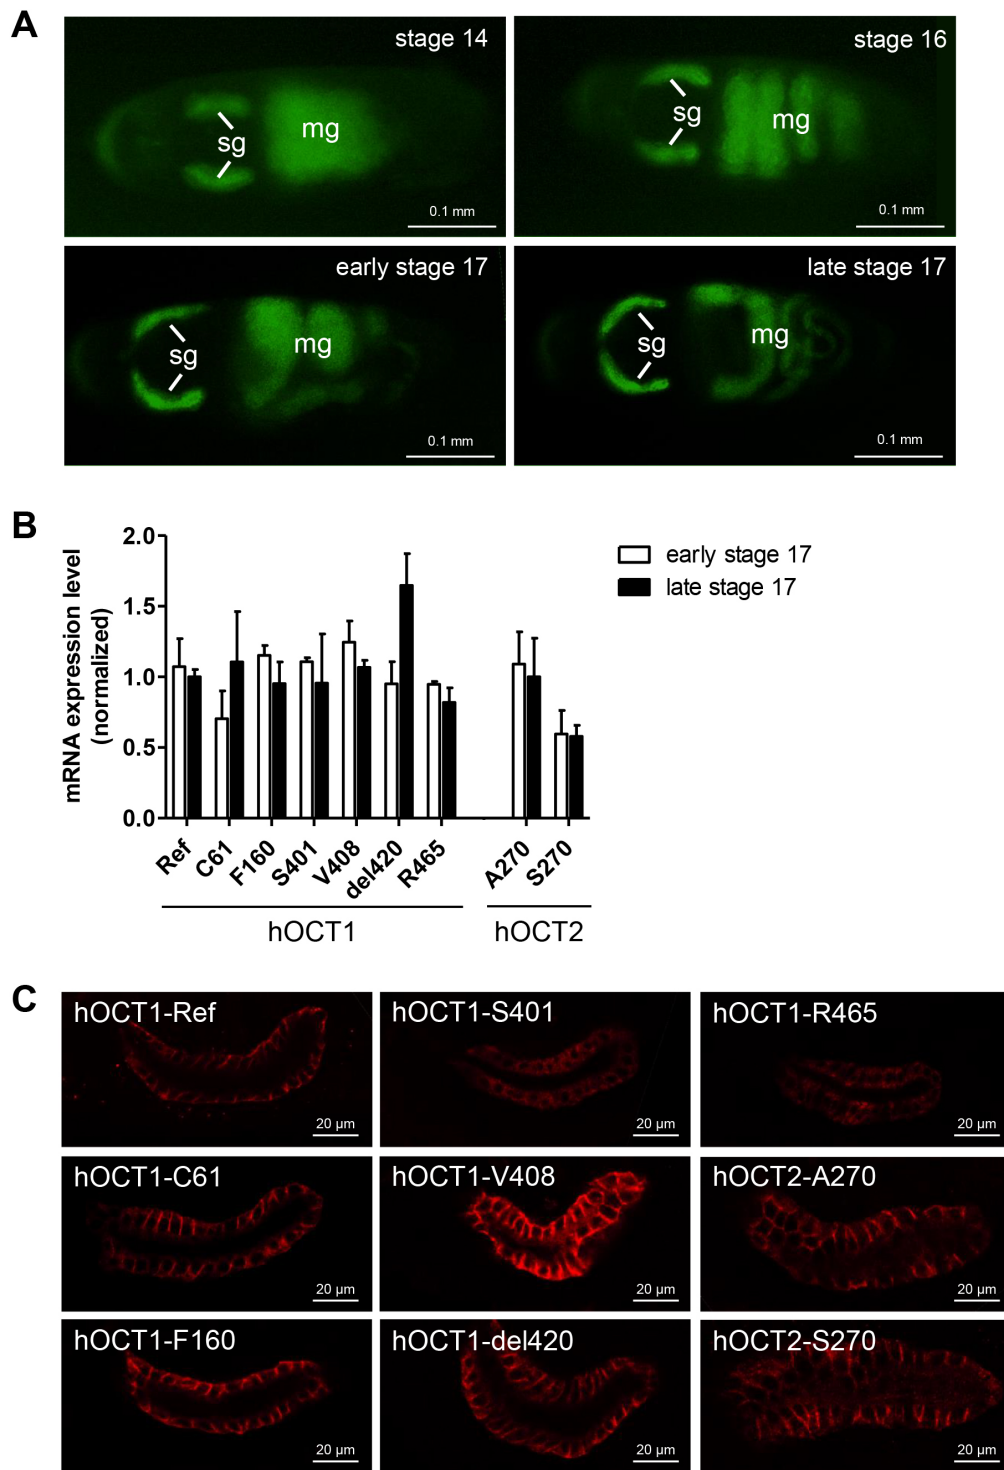 A
stage 14
sg
mg
0.1 mm
stage 16
sg
mg
0.1 mm
early stage 17
sg
mg
0.1 mm
late stage 17
sg
mg
0.1 mm
B
mRNA expression level
(normalized)
2.0
1.5
1.0
0.5
0.0
Ref
C61
F160
S401
V408
del420
R465
A270
S270
hOCT1
hOCT2
early stage 17
late stage 17
C
hOCT1-Ref
20 µm
hOCT1-S401
20 µm
hOCT1-R465
20 µm
hOCT1-C61
20 µm
hOCT1-V408
20 µm
hOCT2-A270
20 µm
hOCT1-F160
20 µm
hOCT1-del420
20 µm
hOCT2-S270
20 µm